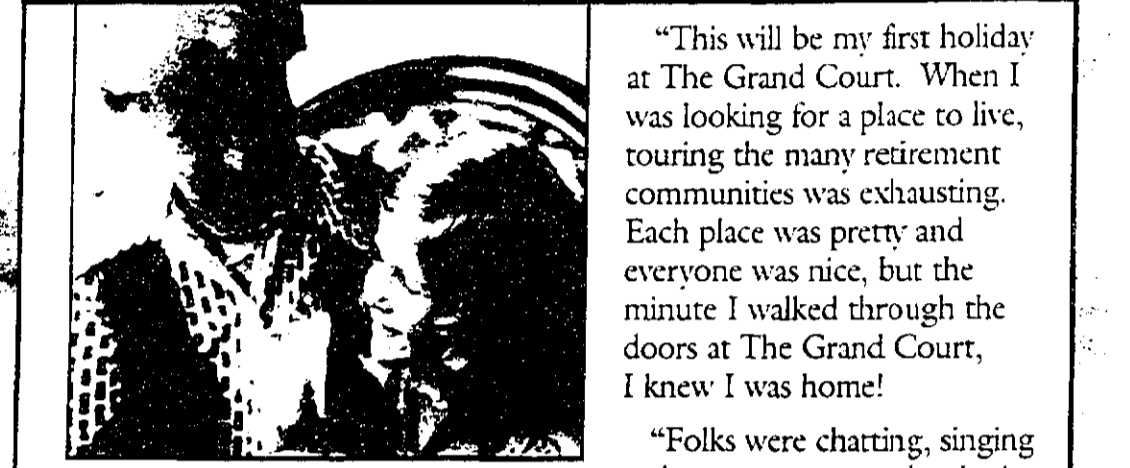 “This will be my first holiday
at The Grand Court. When I
was looking for a place to live,
touring the many retirement
communities was exhausting.
Each place was pretty and
everyone was nice, but the
minute I walked through the
doors at The Grand Court,
I knew I was home!
“Folks were chatting, singing